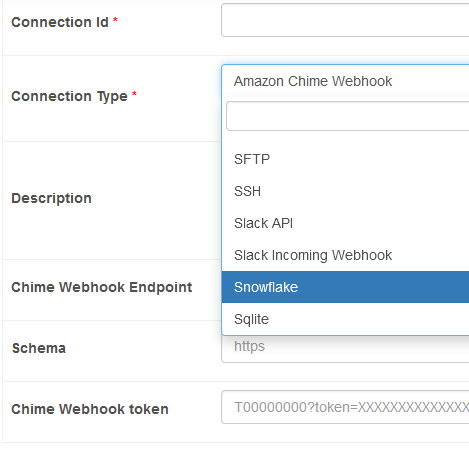 Connection Id *
Connection Type *
Amazon Chime Webhook
SFTP
SSH
Slack API
Slack Incoming Webhook
Snowflake
Sqlite
Description
Chime Webhook Endpoint
Schema
https
Chime Webhook token
T00000000?token=XXXXXXXXXXXXXX